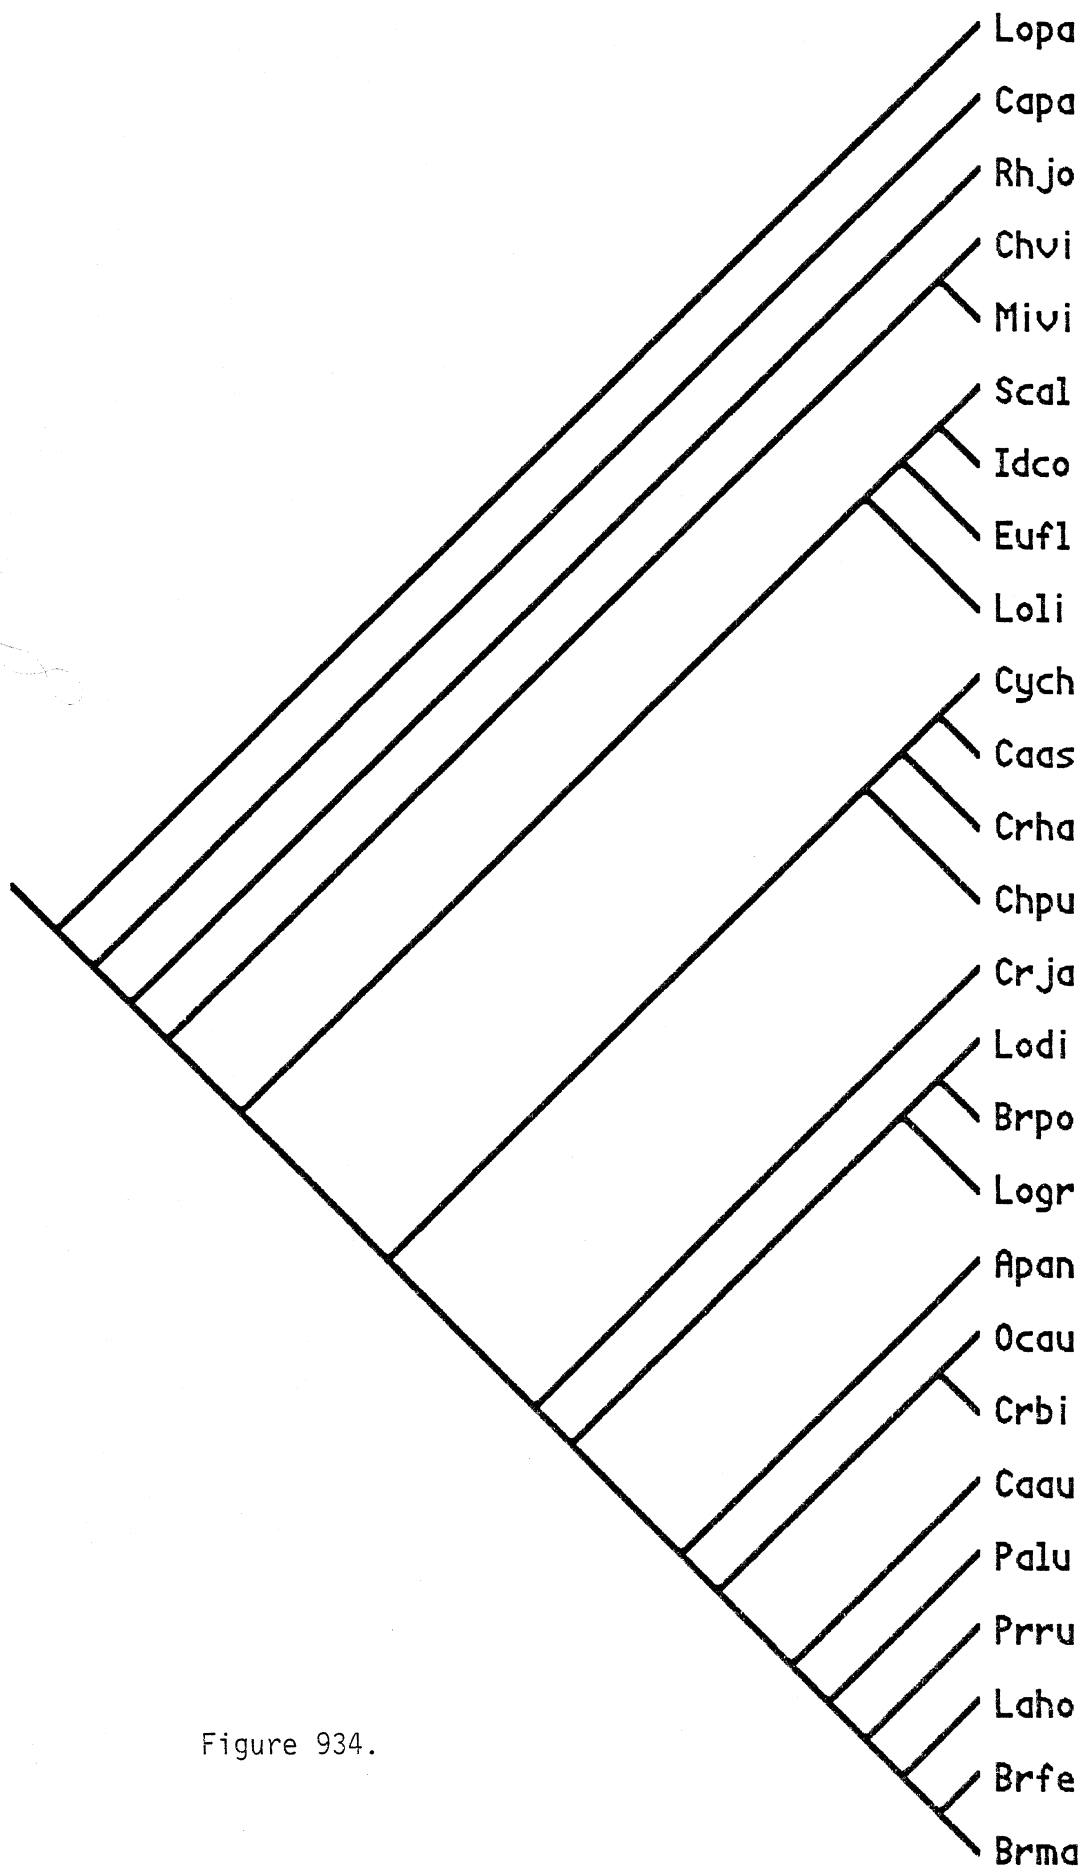 Lopa
Capa
Rhjo
Chvi
Mivi
Scal
Idco
Eufl
Loli
Cych
Caas
Crha
Chpu
Crja
Lodi
Brpo
Logr
Apan
Ocau
Crbi
Caau
Palu
Prru
Laho
Brfe
Brma
Figure 934.